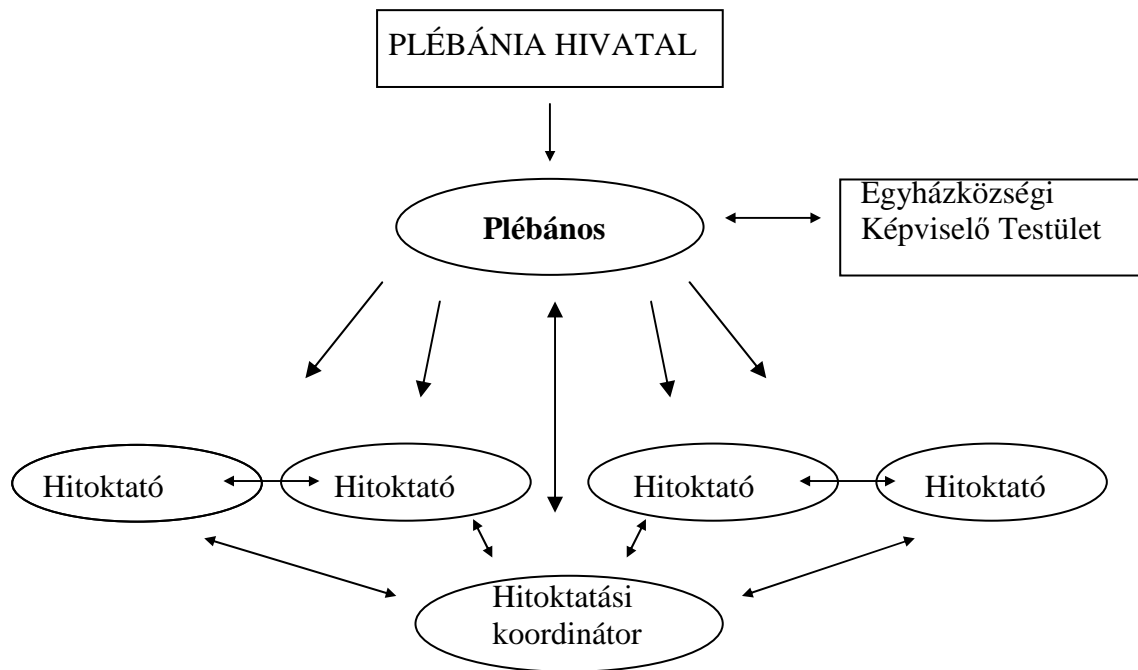 PLÉBÁNIA HIVATAL
Plébános
Egyházközségi
Képviselő Testület
Hitoktató
Hitoktató
Hitoktató
Hitoktató
Hitoktatási
koordinátor